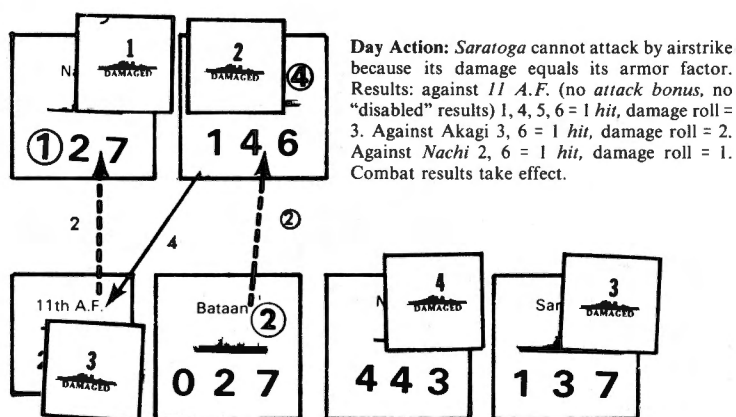 1
DAMAGED
N
① 2 7
2
DAMAGED
④
1 4 6
Day Action: Saratoga cannot attack by airstrike
because its damage equals its armor factor.
Results: against 11 A.F. (no attack bonus, no
"disabled" results) 1, 4, 5, 6 = 1 hit, damage roll =
3. Against Akagi 3, 6 = 1 hit, damage roll = 2.
Against Nachi 2, 6 = 1 hit, damage roll = 1.
Combat results take effect.
2
4
②
11th A.F.
2
3
DAMAGED
Bataan
②
0 2 7
N
4
DAMAGED
4 4 3
Sar
3
DAMAGED
1 3 7